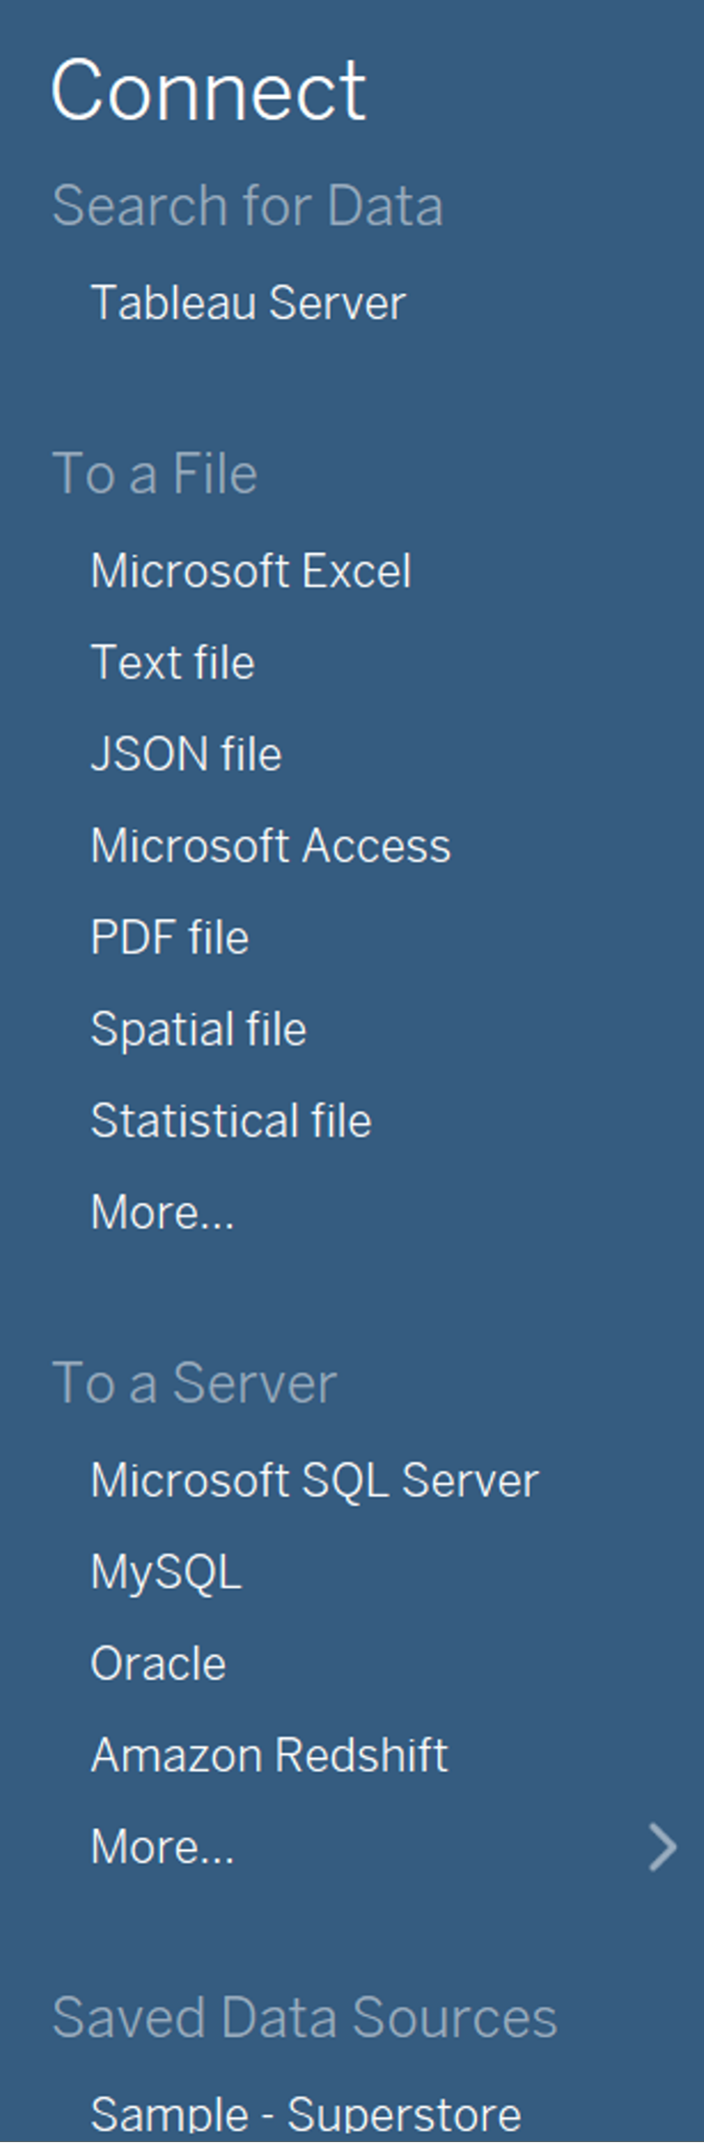 Connect
Search for Data
Tableau Server
To a File
Microsoft Excel
Text file
JSON file
Microsoft Access
PDF file
Spatial file
Statistical file
More...
To a Server
Microsoft SQL Server
MySQL
Oracle
Amazon Redshift
More...
Saved Data Sources
Sample - Superstore